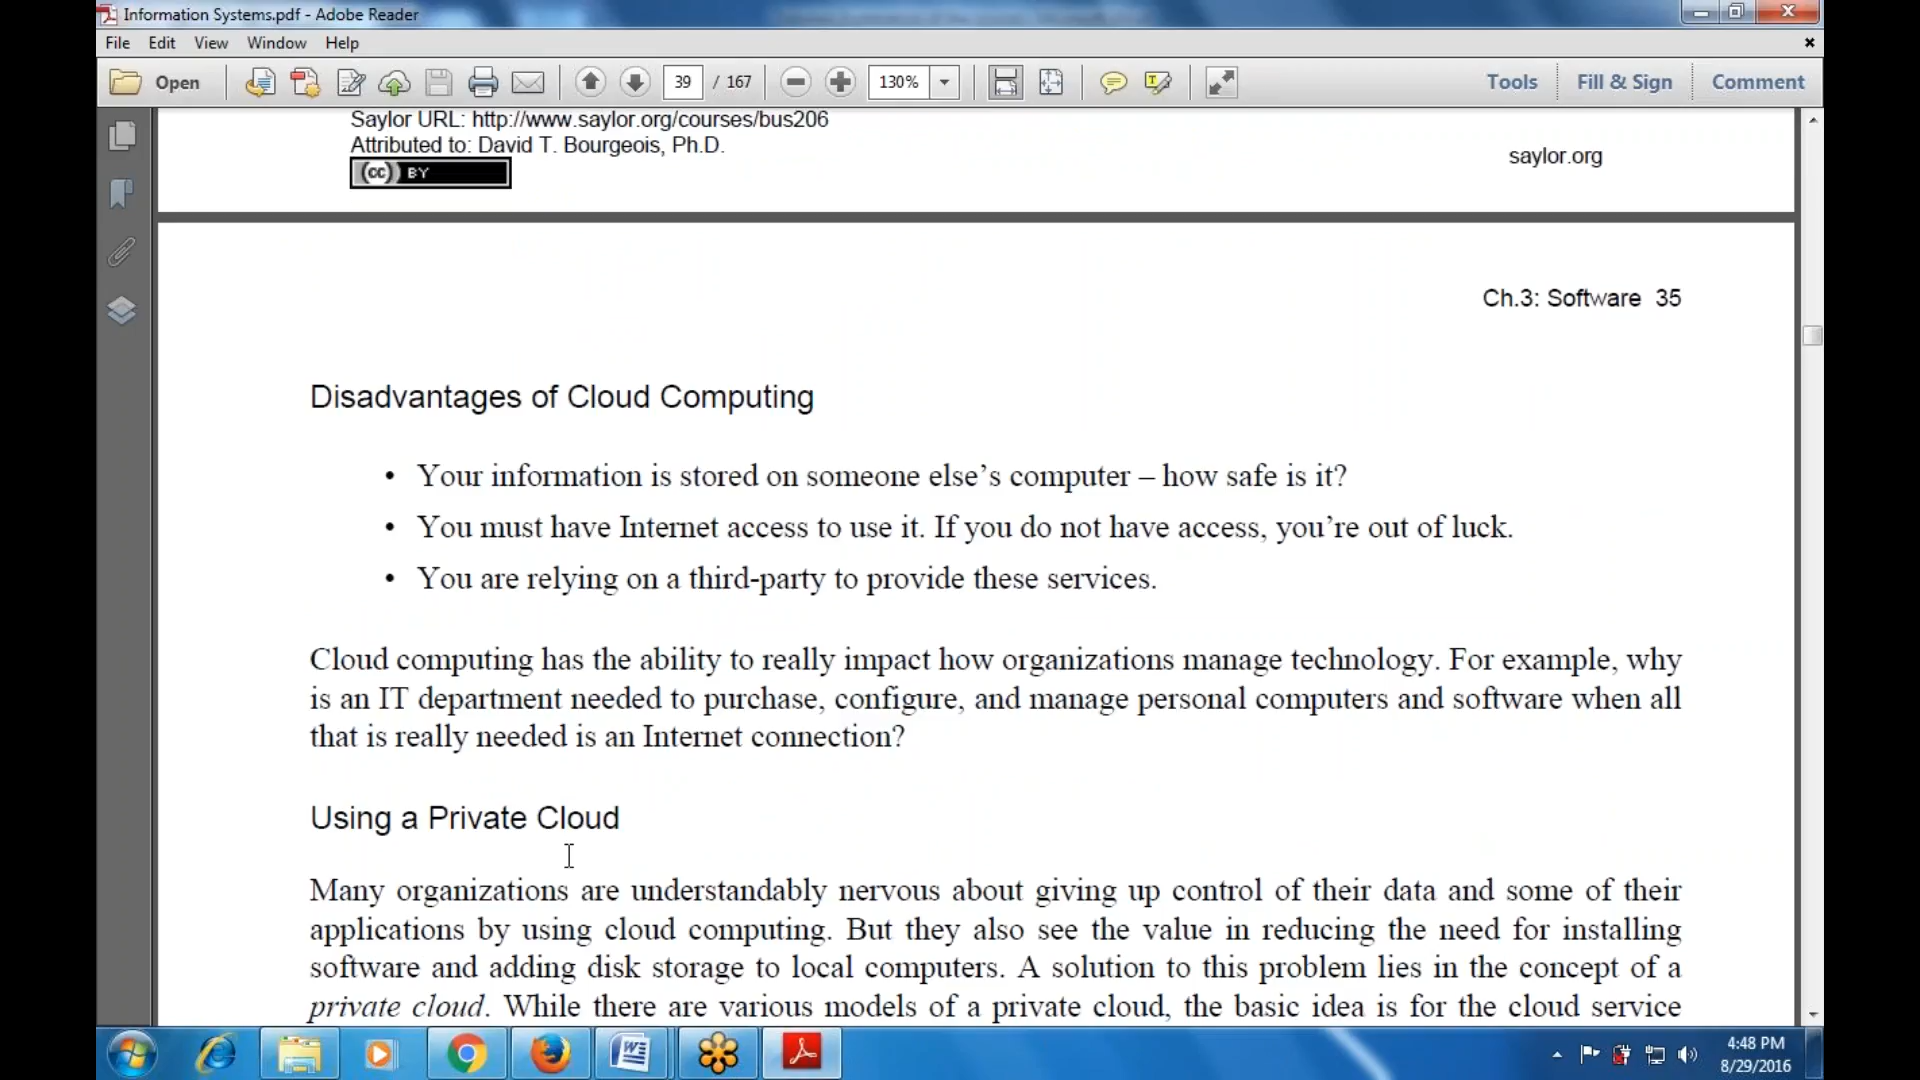 Information Systems.pdf - Adobe Reader
File Edit View Window Help
Open 39 / 167 130% Tools Fill & Sign Comment
Saylor URL: http://www.saylor.org/courses/bus206
Attributed to: David T. Bourgeois, Ph.D.
saylor.org
(cc) BY
Ch.3: Software 35
Disadvantages of Cloud Computing
• Your information is stored on someone else’s computer – how safe is it?
• You must have Internet access to use it. If you do not have access, you’re out of luck.
• You are relying on a third-party to provide these services.
Cloud computing has the ability to really impact how organizations manage technology. For example, why
is an IT department needed to purchase, configure, and manage personal computers and software when all
that is really needed is an Internet connection?
Using a Private Cloud
Many organizations are understandably nervous about giving up control of their data and some of their
applications by using cloud computing. But they also see the value in reducing the need for installing
software and adding disk storage to local computers. A solution to this problem lies in the concept of a
private cloud. While there are various models of a private cloud, the basic idea is for the cloud service
4:48 PM
8/29/2016